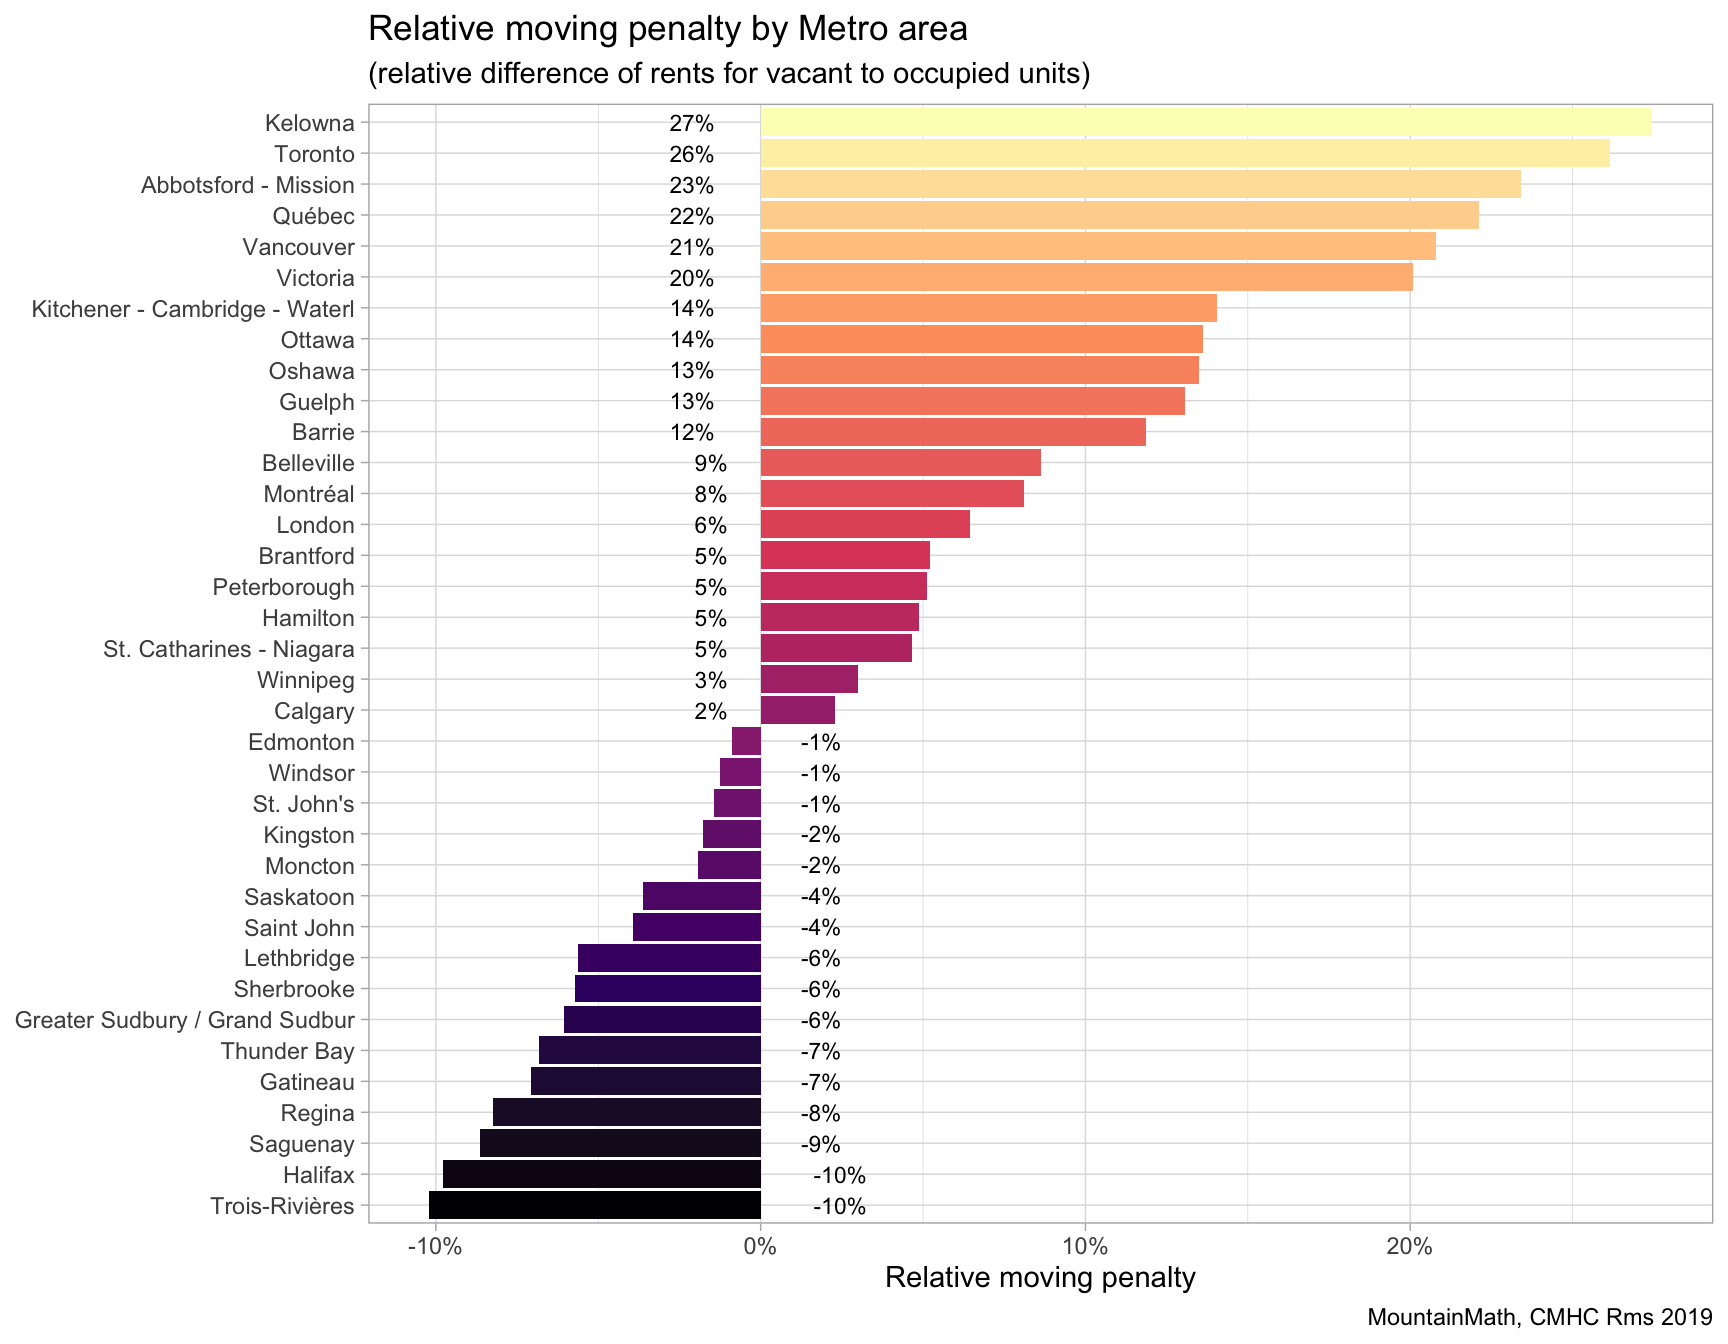 Relative moving penalty by Metro area
(relative difference of rents for vacant to occupied units)
Kelowna 27%
Toronto 26%
Abbotsford - Mission 23%
Québec 22%
Vancouver 21%
Victoria 20%
Kitchener - Cambridge - Waterl 14%
Ottawa 14%
Oshawa 13%
Guelph 13%
Barrie 12%
Belleville 9%
Montréal 8%
London 6%
Brantford 5%
Peterborough 5%
Hamilton 5%
St. Catharines - Niagara 5%
Winnipeg 3%
Calgary 2%
Edmonton -1%
Windsor -1%
St. John's -1%
Kingston -2%
Moncton -2%
Saskatoon -4%
Saint John -4%
Lethbridge -6%
Sherbrooke -6%
Greater Sudbury / Grand Sudbur -6%
Thunder Bay -7%
Gatineau -7%
Regina -8%
Saguenay -9%
Halifax -10%
Trois-Rivières -10%
-10% 0% 10% 20%
Relative moving penalty
MountainMath, CMHC Rms 2019